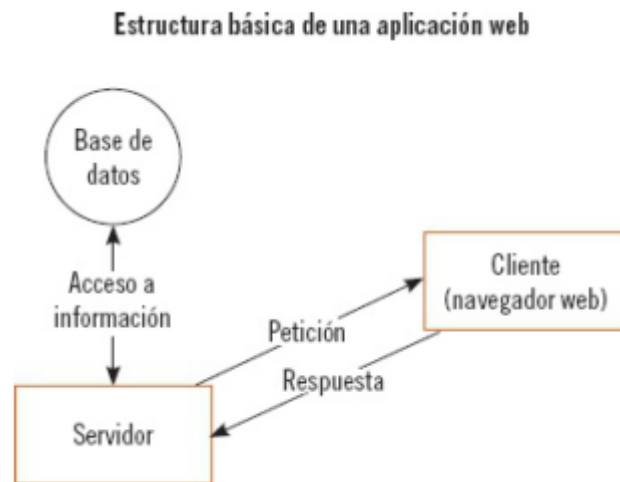 Estructura básica de una aplicación web
Base de
datos
Acceso a
información
Cliente
(navegador web)
Petición
Respuesta
Servidor